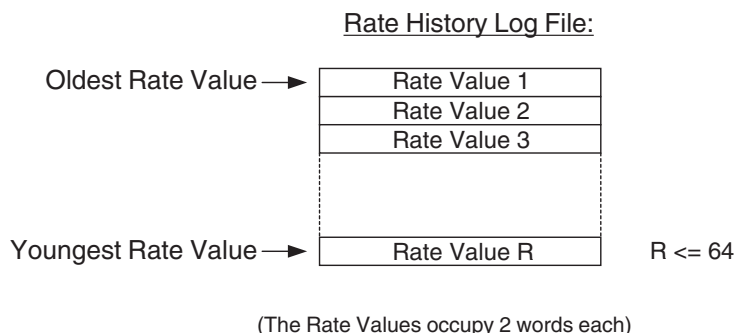 Rate History Log File:
Oldest Rate Value
Rate Value 1
Rate Value 2
Rate Value 3
Youngest Rate Value
Rate Value R
R <= 64
(The Rate Values occupy 2 words each)